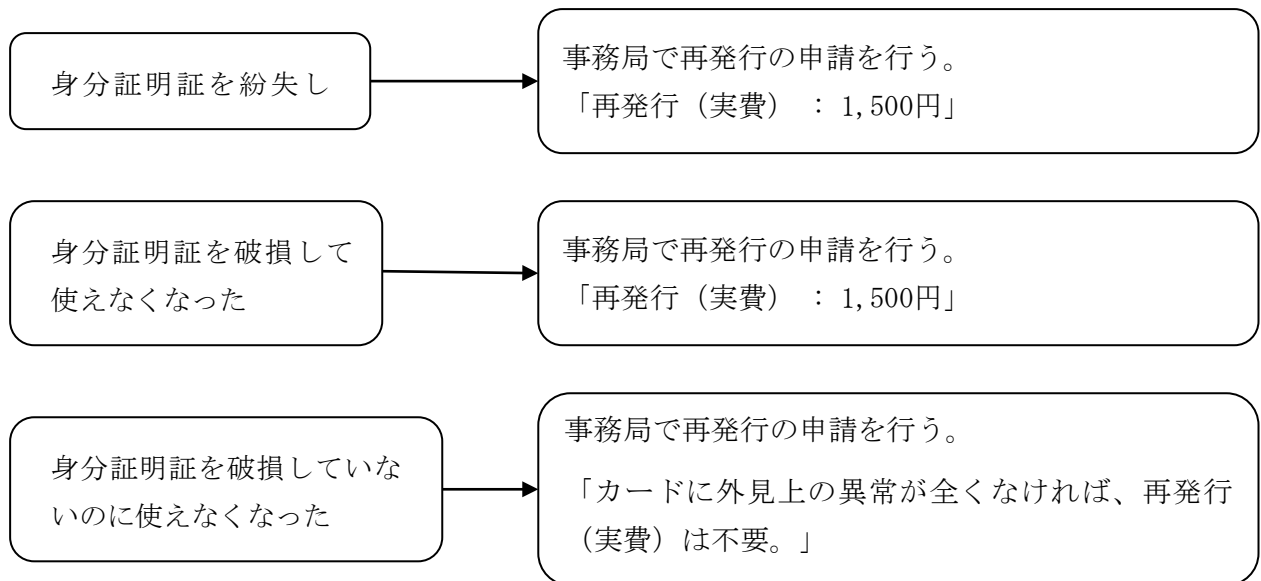 身分証明証を紛失し
事務局で再発行の申請を行う。
「再発行（実費） ： 1,500円」
身分証明証を破損して
使えなくなった
事務局で再発行の申請を行う。
「再発行（実費） ： 1,500円」
身分証明証を破損していな
いのに使えなくなった
事務局で再発行の申請を行う。
「カードに外見上の異常が全くなければ、再発行
（実費）は不要。」